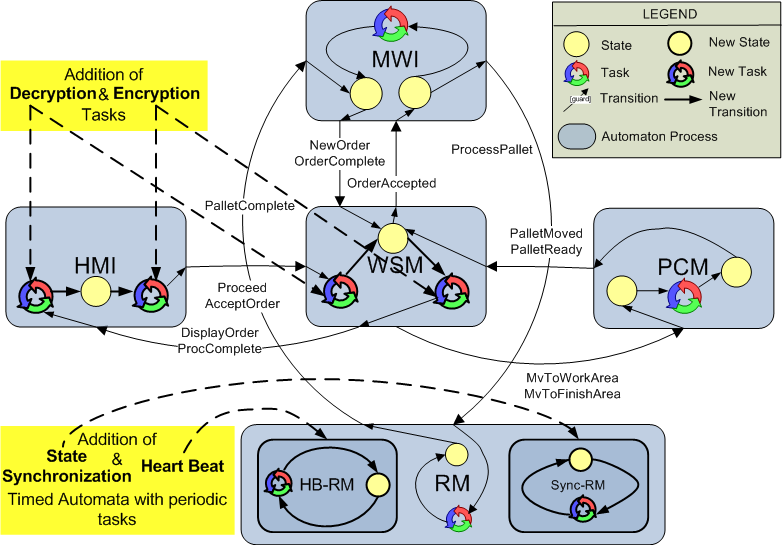 LEGEND
State
New State
Task
New Task
[guard]
Transition
New
Transition
Automaton Process
MWI
Addition of
Decryption & Encryption
Tasks
NewOrder
OrderComplete
OrderAccepted
ProcessPallet
PalletComplete
PalletMoved
PalletReady
HMI
WSM
PCM
Proceed
AcceptOrder
DisplayOrder
ProcComplete
MvToWorkArea
MvToFinishArea
Addition of
State & Heart Beat
Synchronization
Timed Automata with periodic
tasks
HB-RM
RM
Sync-RM